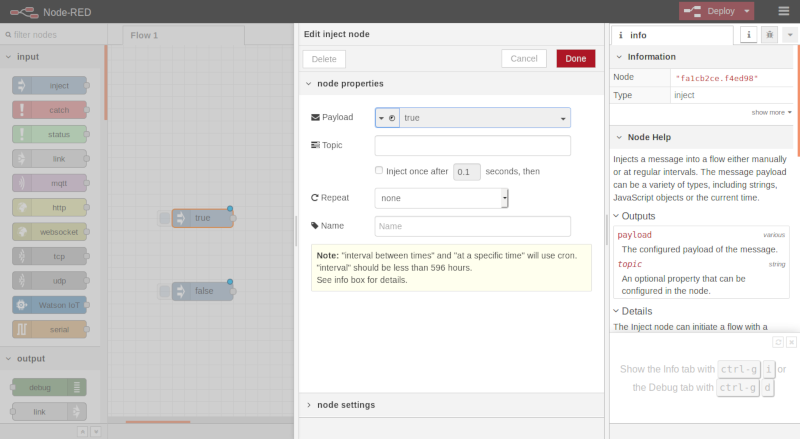 Node-RED
Deploy
filter nodes
input
inject
catch
status
link
mqtt
http
websocket
tcp
udp
Watson IoT
serial
output
debug
link
Flow 1
true
false
Edit inject node
Delete
Cancel
Done
node properties
Payload
true
Topic
Inject once after 0.1 seconds, then
Repeat
none
Name
Name
Note: "interval between times" and "at a specific time" will use cron.
"interval" should be less than 596 hours.
See info box for details.
node settings
i info
i
Information
Node "fa1cb2ce.f4ed98"
Type inject
show more
Node Help
Injects a message into a flow either manually
or at regular intervals. The message payload
can be a variety of types, including strings,
JavaScript objects or the current time.
Outputs
payload various
The configured payload of the message.
topic string
An optional property that can be
configured in the node.
Details
The Inject node can initiate a flow with a
Show the Info tab with ctrl-g i or
the Debug tab with ctrl-g d